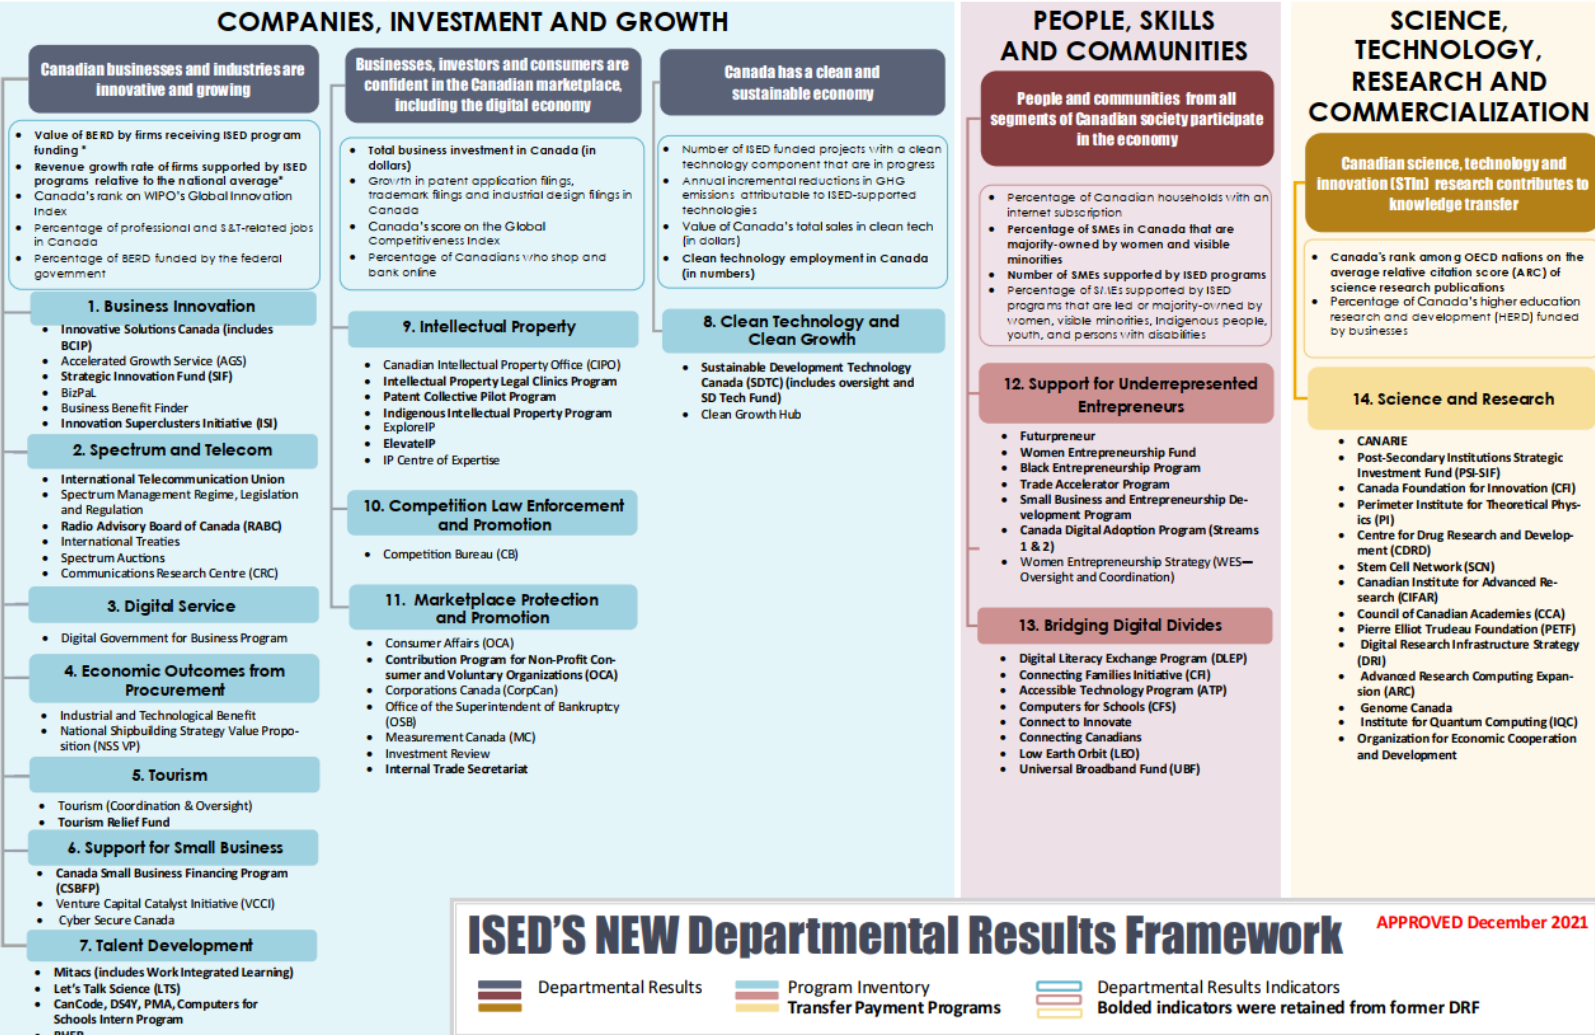 COMPANIES, INVESTMENT AND GROWTH
Canadian businesses and industries are
innovative and growing
• Value of BERD by firms receiving ISED program
funding *
• Revenue growth rate of firms supported by ISED
programs relative to the national average*
• Canada's rank on WIPO's Global Innovation
Index
• Percentage of professional and S&T-related jobs
in Canada
• Percentage of BERD funded by the federal
government
1. Business Innovation
• Innovative Solutions Canada (includes
BCIP)
• Accelerated Growth Service (AGS)
• Strategic Innovation Fund (SIF)
• BizPaL
• Business Benefit Finder
• Innovation Superclusters Initiative (ISI)
2. Spectrum and Telecom
• International Telecommunication Union
• Spectrum Management Regime, Legislation
and Regulation
• Radio Advisory Board of Canada (RABC)
• International Treaties
• Spectrum Auctions
• Communications Research Centre (CRC)
3. Digital Service
• Digital Government for Business Program
4. Economic Outcomes from
Procurement
• Industrial and Technological Benefit
• National Shipbuilding Strategy Value Propo-
sition (NSS VP)
5. Tourism
• Tourism (Coordination & Oversight)
• Tourism Relief Fund
6. Support for Small Business
• Canada Small Business Financing Program
(CSBFP)
• Venture Capital Catalyst Initiative (VCCI)
• Cyber Secure Canada
7. Talent Development
• Mitacs (includes Work Integrated Learning)
• Let's Talk Science (LTS)
• CanCode, DS4Y, PMA, Computers for
Schools Intern Program
Businesses, investors and consumers are
confident in the Canadian marketplace,
including the digital economy
• Total business investment in Canada (in
dollars)
• Growth in patent application filings,
trademark filings and industrial design filings in
Canada
• Canada's score on the Global
Competitiveness Index
• Percentage of Canadians who shop and
bank online
9. Intellectual Property
• Canadian Intellectual Property Office (CIPO)
• Intellectual Property Legal Clinics Program
• Patent Collective Pilot Program
• Indigenous Intellectual Property Program
• ExploreIP
• ElevateIP
• IP Centre of Expertise
10. Competition Law Enforcement
and Promotion
• Competition Bureau (CB)
11. Marketplace Protection
and Promotion
• Consumer Affairs (OCA)
• Contribution Program for Non-Profit Con-
sumer and Voluntary Organizations (OCA)
• Corporations Canada (CorpCan)
• Office of the Superintendent of Bankruptcy
(OSB)
• Measurement Canada (MC)
• Investment Review
• Internal Trade Secretariat
Canada has a clean and
sustainable economy
• Number of ISED funded projects with a clean
technology component that are in progress
• Annual incremental reductions in GHG
emissions attributable to ISED-supported
technologies
• Value of Canada's total sales in clean tech
(in dollars)
• Clean technology employment in Canada
(in numbers)
8. Clean Technology and
Clean Growth
• Sustainable Development Technology
Canada (SDTC) (includes oversight and
SD Tech Fund)
• Clean Growth Hub
PEOPLE, SKILLS
AND COMMUNITIES
People and communities from all
segments of Canadian society participate
in the economy
• Percentage of Canadian households with an
internet subscription
• Percentage of SMEs in Canada that are
majority-owned by women and visible
minorities
• Number of SMEs supported by ISED programs
• Percentage of SMEs supported by ISED
programs that are led or majority-owned by
women, visible minorities, Indigenous people,
youth, and persons with disabilities
12. Support for Underrepresented
Entrepreneurs
• Futurpreneur
• Women Entrepreneurship Fund
• Black Entrepreneurship Program
• Trade Accelerator Program
• Small Business and Entrepreneurship De-
velopment Program
• Canada Digital Adoption Program (Streams
1 & 2)
• Women Entrepreneurship Strategy (WES—
Oversight and Coordination)
13. Bridging Digital Divides
• Digital Literacy Exchange Program (DLEP)
• Connecting Families Initiative (CFI)
• Accessible Technology Program (ATP)
• Computers for Schools (CFS)
• Connect to Innovate
• Connecting Canadians
• Low Earth Orbit (LEO)
• Universal Broadband Fund (UBF)
SCIENCE,
TECHNOLOGY,
RESEARCH AND
COMMERCIALIZATION
Canadian science, technology and
innovation (STIn) research contributes to
knowledge transfer
• Canada's rank among OECD nations on the
average relative citation score (ARC) of
science research publications
• Percentage of Canada's higher education
research and development (HERD) funded
by businesses
14. Science and Research
• CANARIE
• Post-Secondary Institutions Strategic
Investment Fund (PSI-SIF)
• Canada Foundation for Innovation (CFI)
• Perimeter Institute for Theoretical Phys-
ics (PI)
• Centre for Drug Research and Develop-
ment (CDRD)
• Stem Cell Network (SCN)
• Canadian Institute for Advanced Re-
search (CIFAR)
• Council of Canadian Academies (CCA)
• Pierre Elliot Trudeau Foundation (PETF)
• Digital Research Infrastructure Strategy
(DRI)
• Advanced Research Computing Expan-
sion (ARC)
• Genome Canada
• Institute for Quantum Computing (IQC)
• Organization for Economic Cooperation
and Development
ISED'S NEW Departmental Results Framework
APPROVED December 2021
Departmental Results
Program Inventory
Transfer Payment Programs
Departmental Results Indicators
Bolded indicators were retained from former DRF